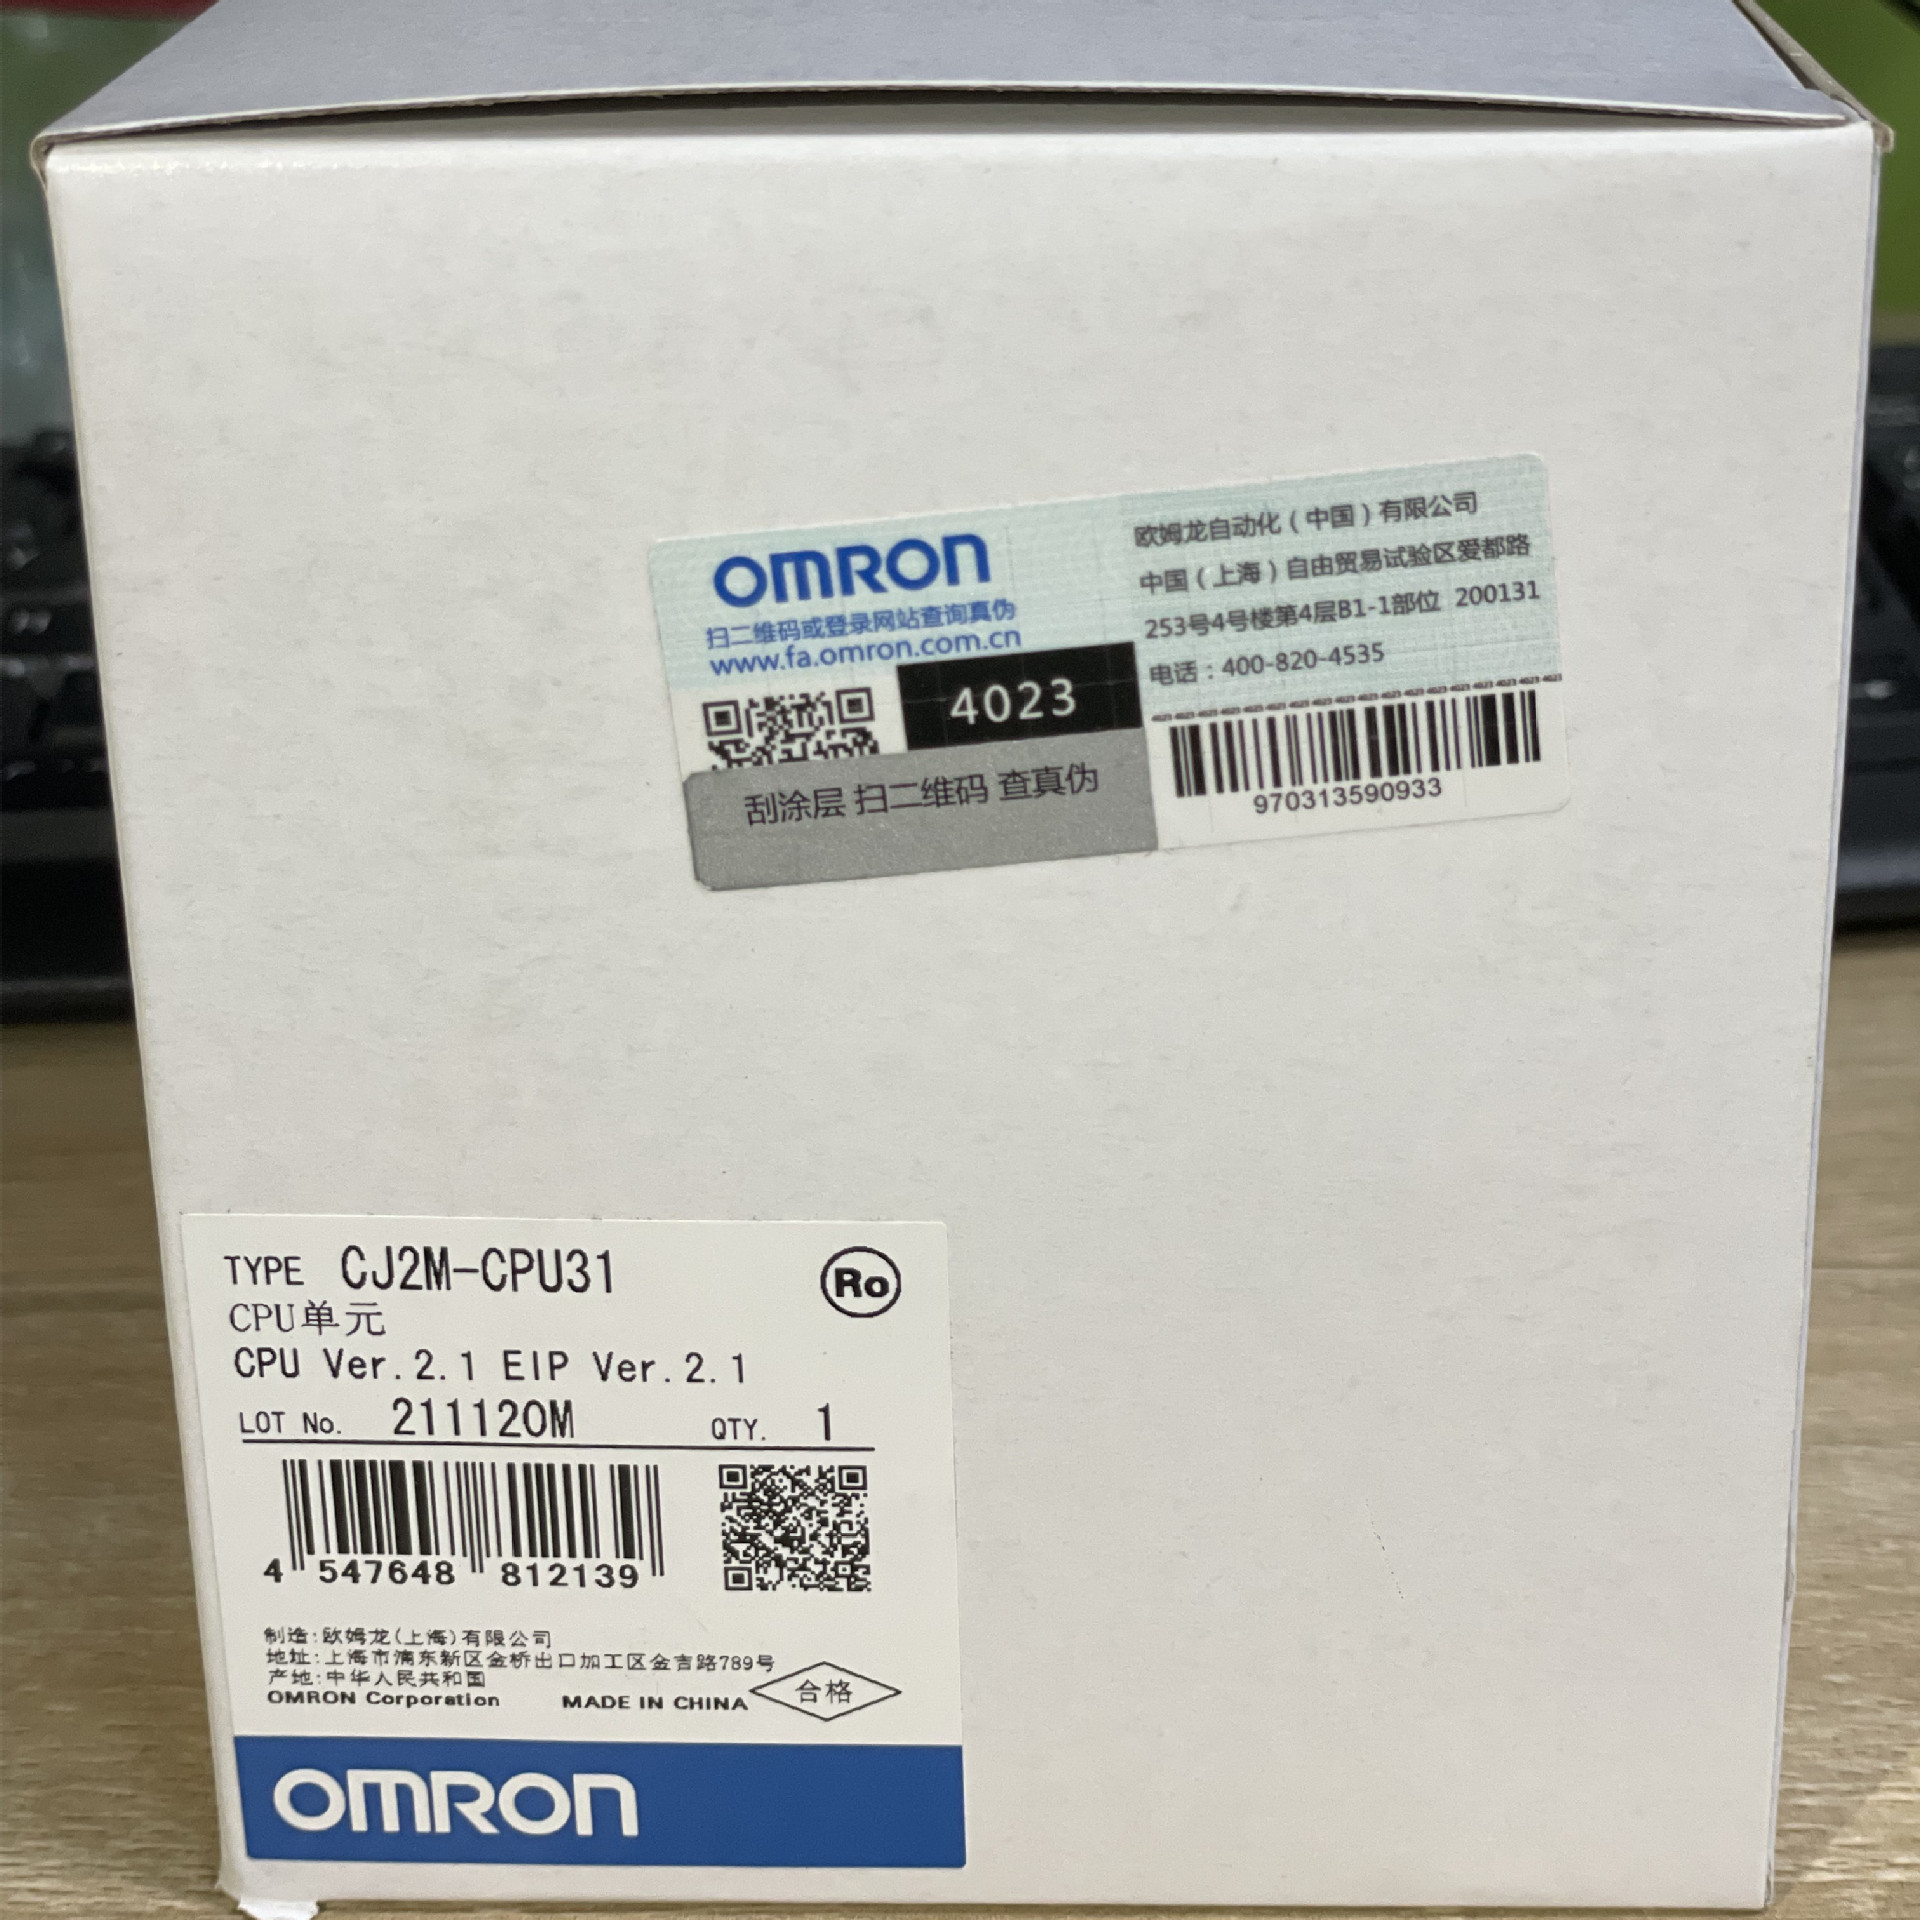 OMRON
扫二维码或登录网站查询真伪
www.fa.omron.com.cn
4023
刮涂层 扫二维码 查真伪
欧姆龙自动化（中国）有限公司
中国（上海）自由贸易试验区爱都路
253号4号楼第4层B1-1部位 200131
电话：400-820-4535
970313590933
TYPE CJ2M-CPU31
Ro
CPU单元
CPU Ver.2.1 EIP Ver.2.1
LOT No. 211120M QTY. 1
4 547648 812139
制造:欧姆龙(上海)有限公司
地址:上海市浦东新区金桥出口加工区金吉路789号
产地:中华人民共和国
OMRON Corporation MADE IN CHINA
合格
OMRON